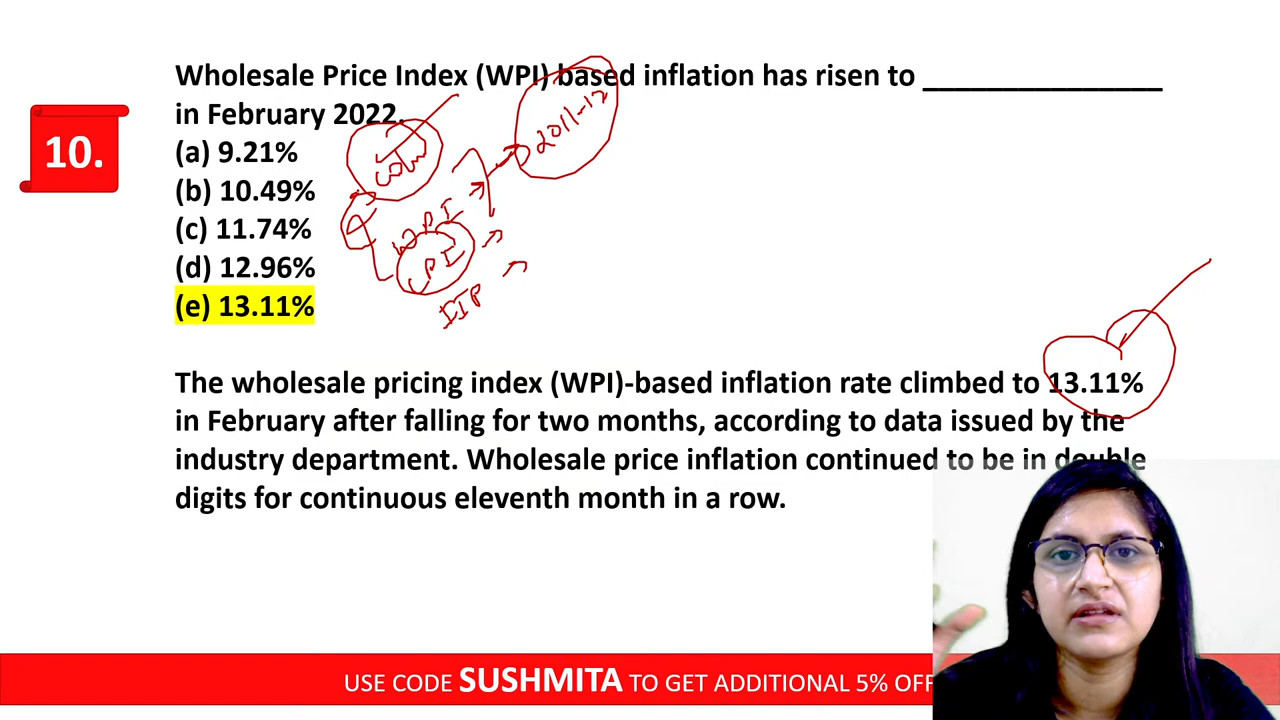 10.
Wholesale Price Index (WPI) based inflation has risen to _______________
in February 2022.
(a) 9.21%
(b) 10.49%
(c) 11.74%
(d) 12.96%
(e) 13.11%
2011-12
WPI
CPI
IIP
The wholesale pricing index (WPI)-based inflation rate climbed to 13.11%
in February after falling for two months, according to data issued by the
industry department. Wholesale price inflation continued to be in double
digits for continuous eleventh month in a row.
USE CODE SUSHMITA TO GET ADDITIONAL 5% OFF